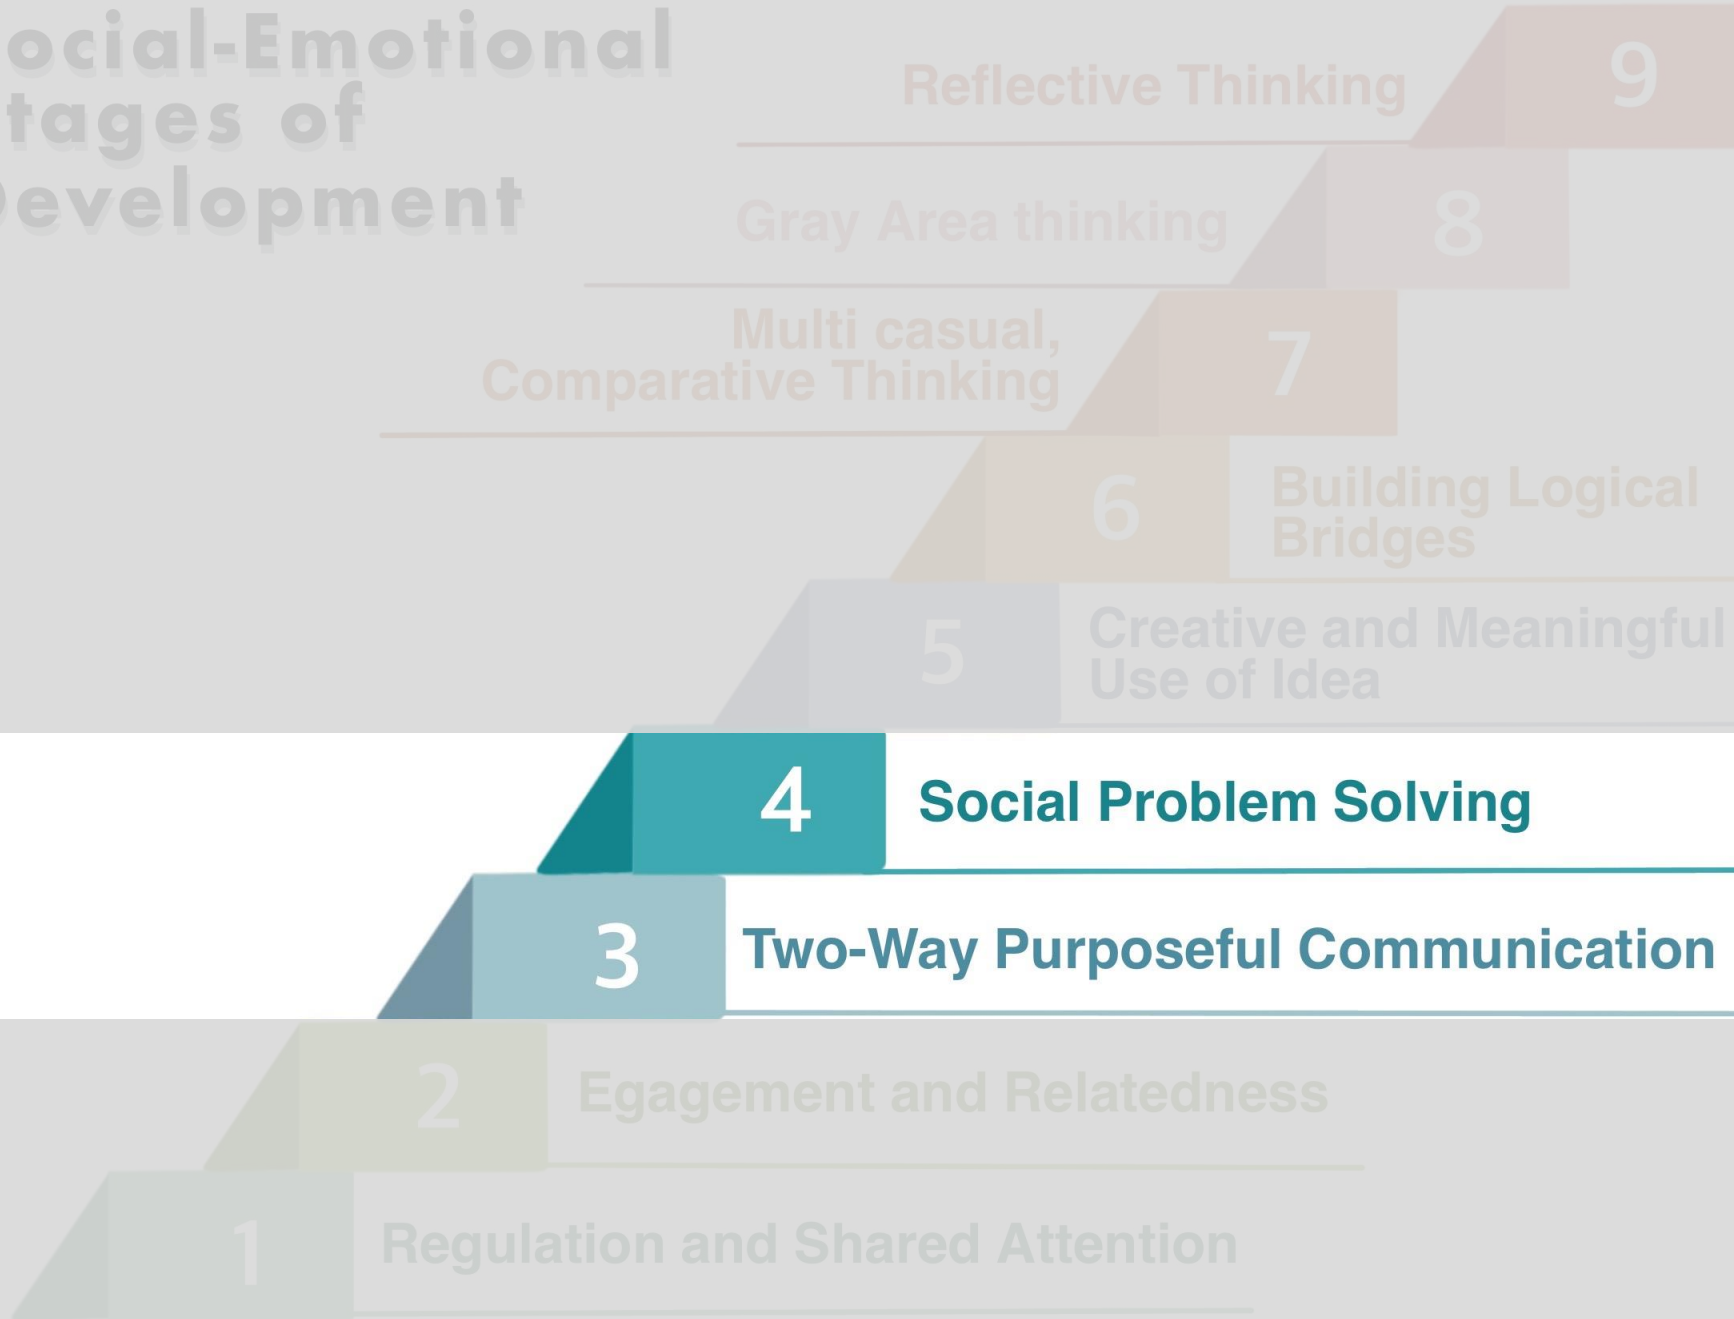 ocial-Emotional
tages of
Development
Reflective Thinking
9
Gray Area thinking
8
Multi casual,
Comparative Thinking
7
6
Building Logical
Bridges
5
Creative and Meaningful
Use of Idea
4
Social Problem Solving
3
Two-Way Purposeful Communication
2
Egagement and Relatedness
1
Regulation and Shared Attention